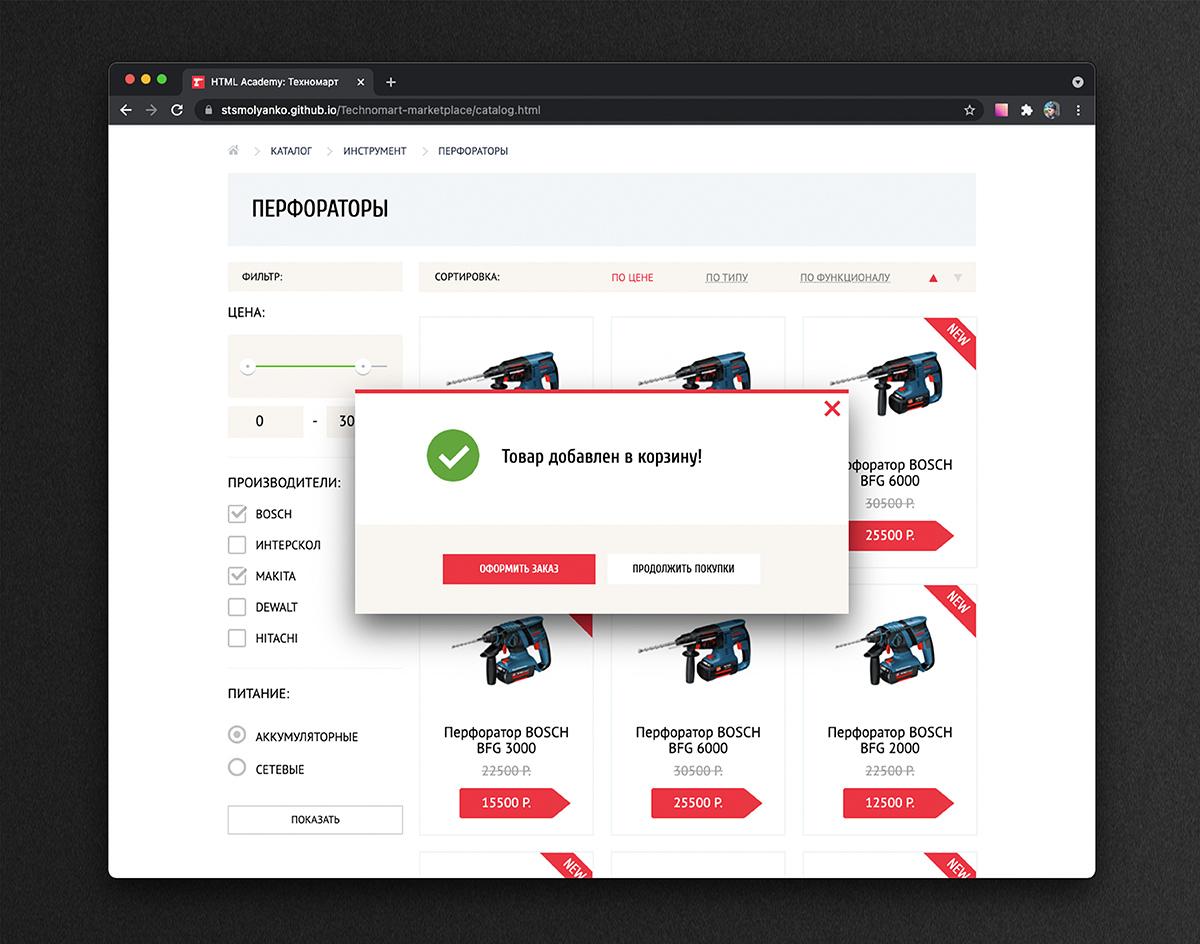 HTML Academy: Техномарт
stsmolyanko.github.io/Technomart-marketplace/catalog.html
КАТАЛОГ
ИНСТРУМЕНТ
ПЕРФОРАТОРЫ
ПЕРФОРАТОРЫ
ФИЛЬТР:
СОРТИРОВКА:
ПО ЦЕНЕ
ПО ТИПУ
ПО ФУНКЦИОНАЛУ
ЦЕНА:
0
-
30
ПРОИЗВОДИТЕЛИ:
BOSCH
ИНТЕРСКОЛ
MAKITA
DEWALT
HITACHI
ПИТАНИЕ:
АККУМУЛЯТОРНЫЕ
СЕТЕВЫЕ
ПОКАЗАТЬ
Товар добавлен в корзину!
ОФОРМИТЬ ЗАКАЗ
ПРОДОЛЖИТЬ ПОКУПКИ
NEW
BOSCH
BFG 6000
30500 Р.
25500 Р.
Перфоратор BOSCH
BFG 3000
22500 Р.
15500 Р.
Перфоратор BOSCH
BFG 6000
30500 Р.
25500 Р.
NEW
Перфоратор BOSCH
BFG 2000
22500 Р.
12500 Р.
NEW
NEW